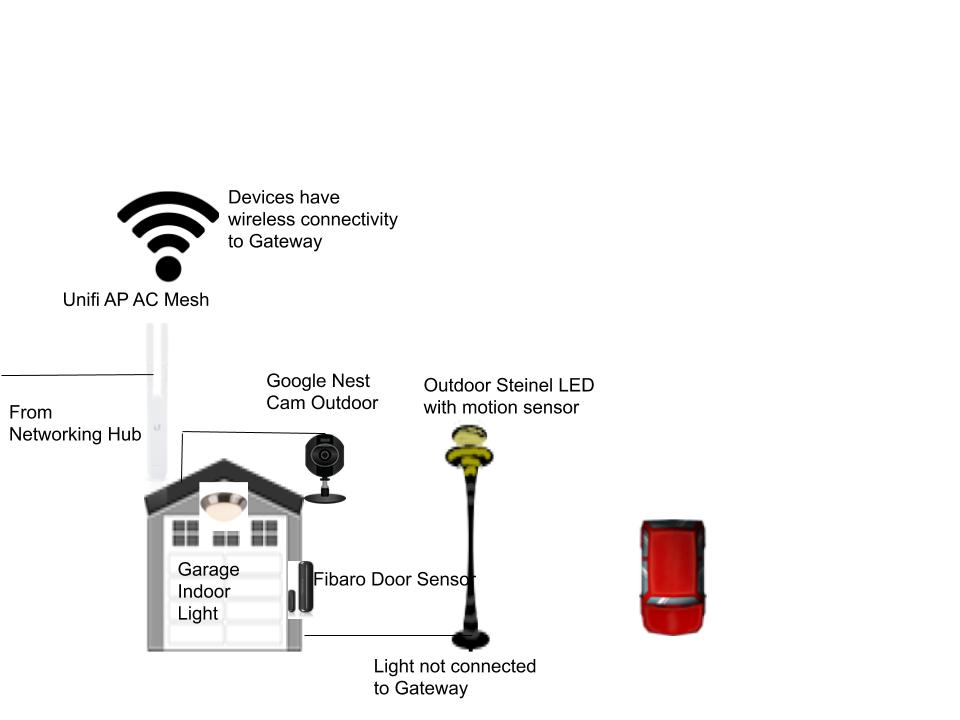 Devices have
wireless connectivity
to Gateway
Unifi AP AC Mesh
Google Nest
Cam Outdoor
Outdoor Steinel LED
with motion sensor
From
Networking Hub
Garage
Indoor
Light
Fibaro Door Sensor
Light not connected
to Gateway